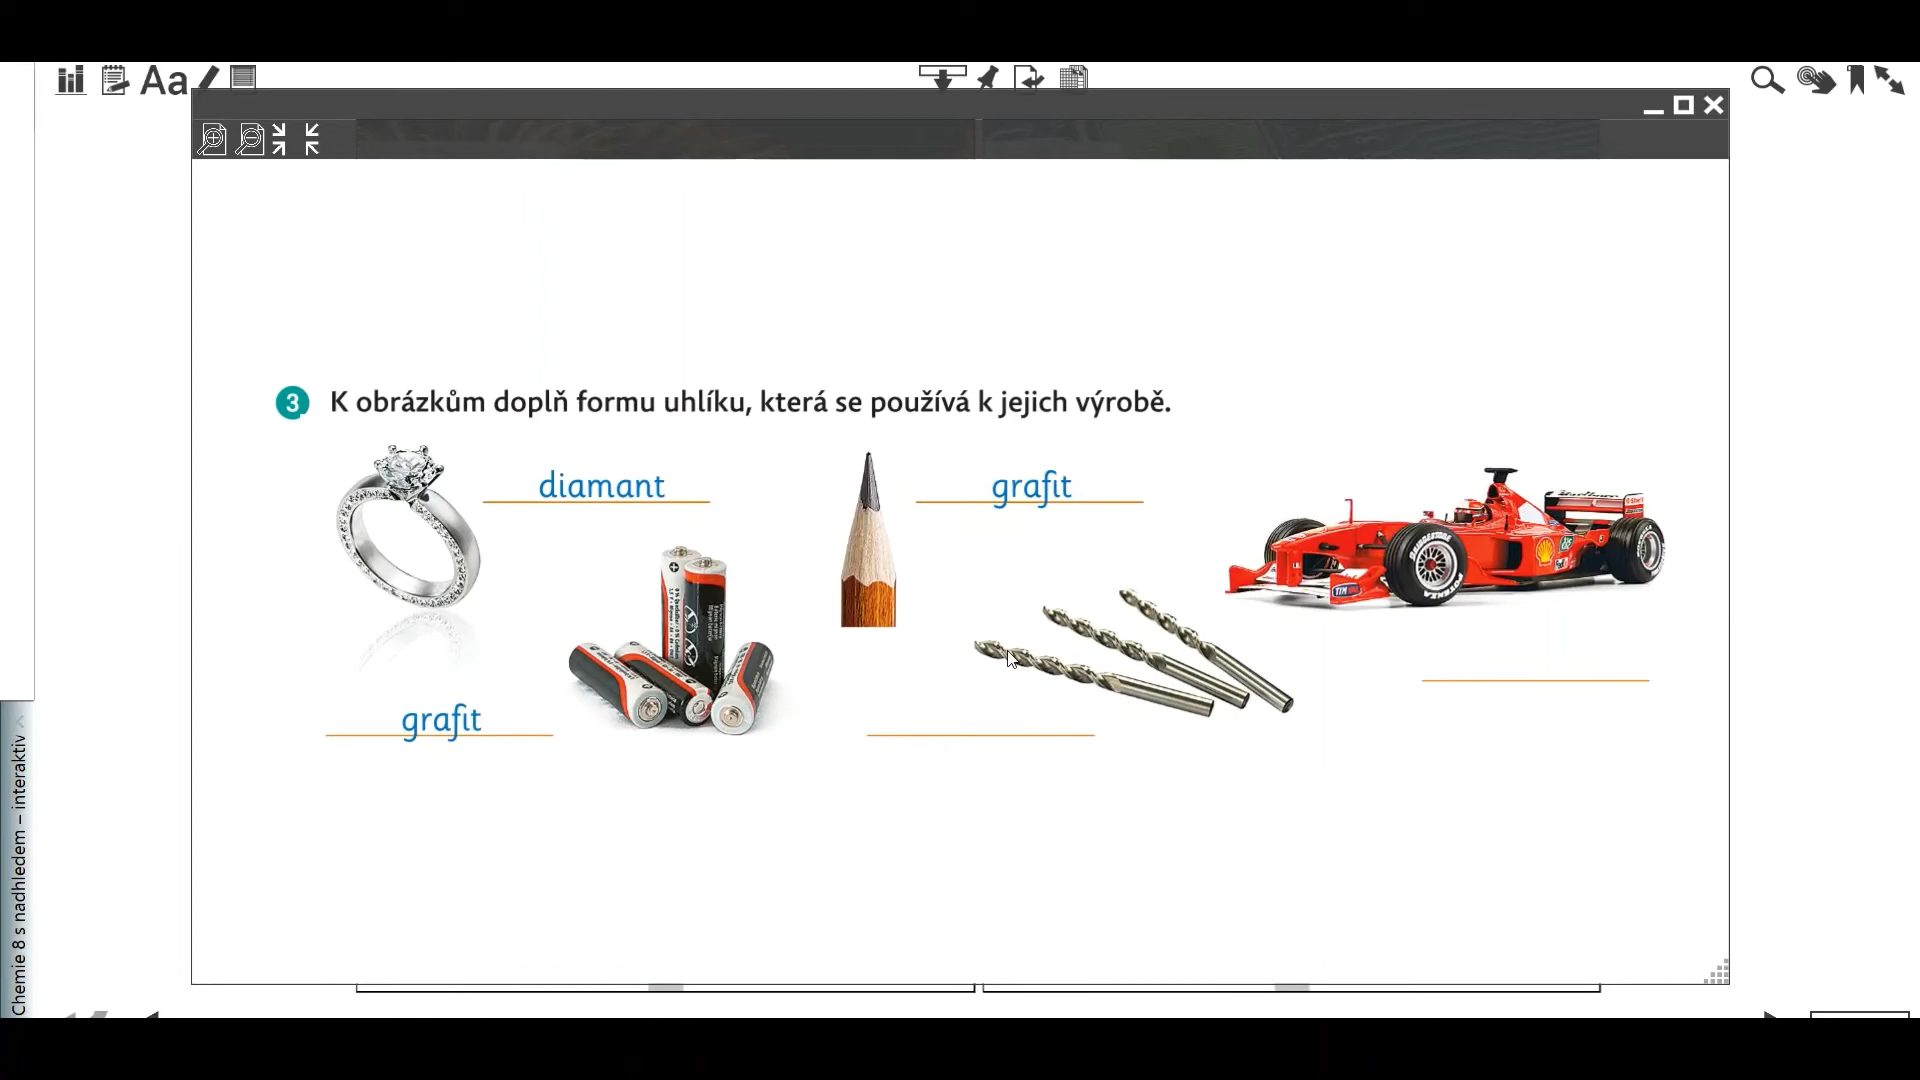 Aa
3 K obrázkům doplň formu uhlíku, která se používá k jejich výrobě.
diamant
grafit
grafit
Chemie 8 s nadhledem – interaktiv